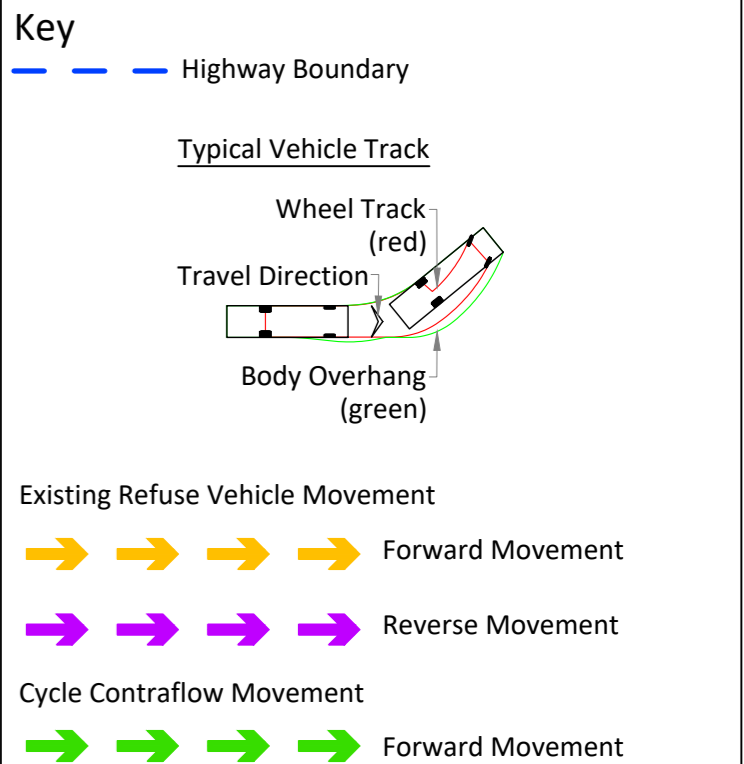 Key
Highway Boundary
Typical Vehicle Track
Wheel Track
(red)
Travel Direction
Body Overhang
(green)
Existing Refuse Vehicle Movement
Forward Movement
Reverse Movement
Cycle Contraflow Movement
Forward Movement